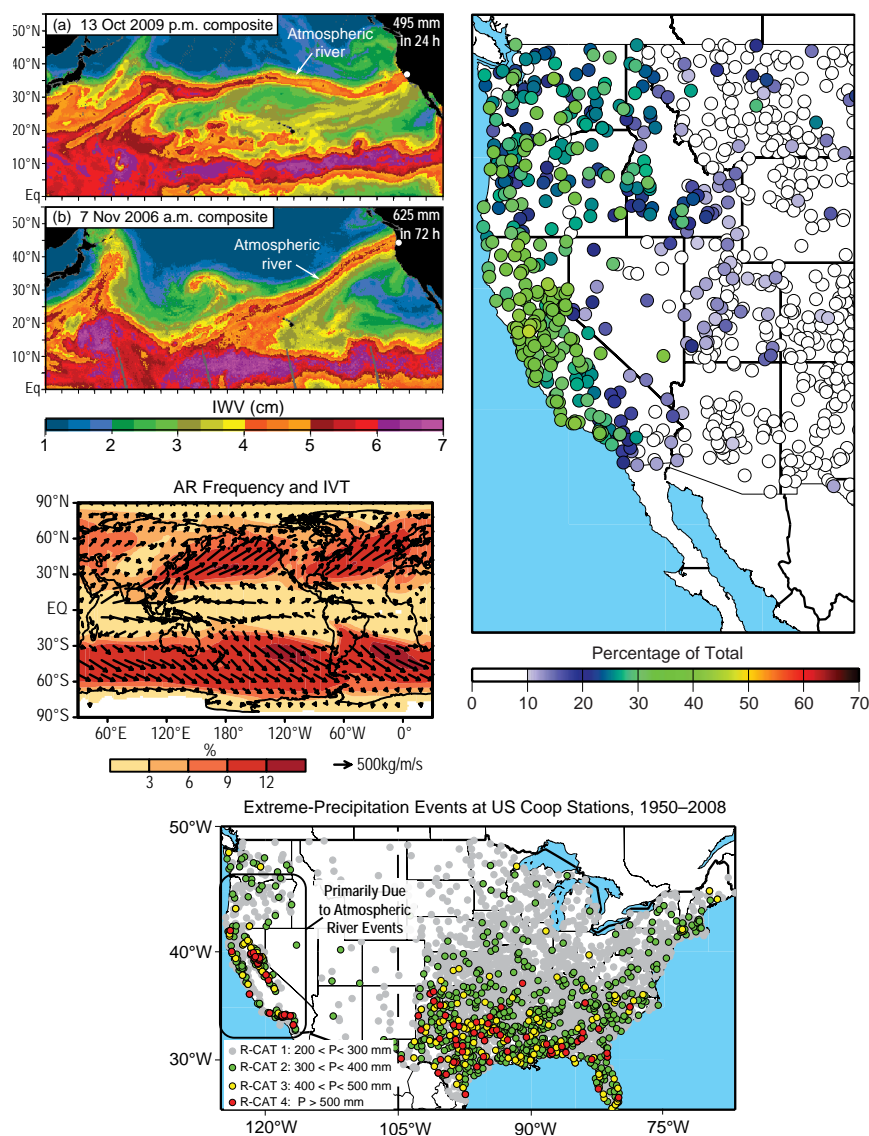 (a) 13 Oct 2009 p.m. composite
495 mm
in 24 h
Atmospheric
river
50°N
40°N
30°N
20°N
10°N
Eq
(b) 7 Nov 2006 a.m. composite
625 mm
in 72 h
Atmospheric
river
50°N
40°N
30°N
20°N
10°N
Eq
IWV (cm)
1 2 3 4 5 6 7
AR Frequency and IVT
90°N
60°N
30°N
EQ
30°S
60°S
90°S
60°E 120°E 180° 120°W 60°W 0°
%
3 6 9 12
500kg/m/s
Percentage of Total
0 10 20 30 40 50 60 70
Extreme-Precipitation Events at US Coop Stations, 1950–2008
50°W
40°W
30°W
Primarily Due
to Atmospheric
River Events
R-CAT 1: 200 < P< 300 mm
R-CAT 2: 300 < P< 400 mm
R-CAT 3: 400 < P< 500 mm
R-CAT 4: P > 500 mm
120°W 105°W 90°W 75°W